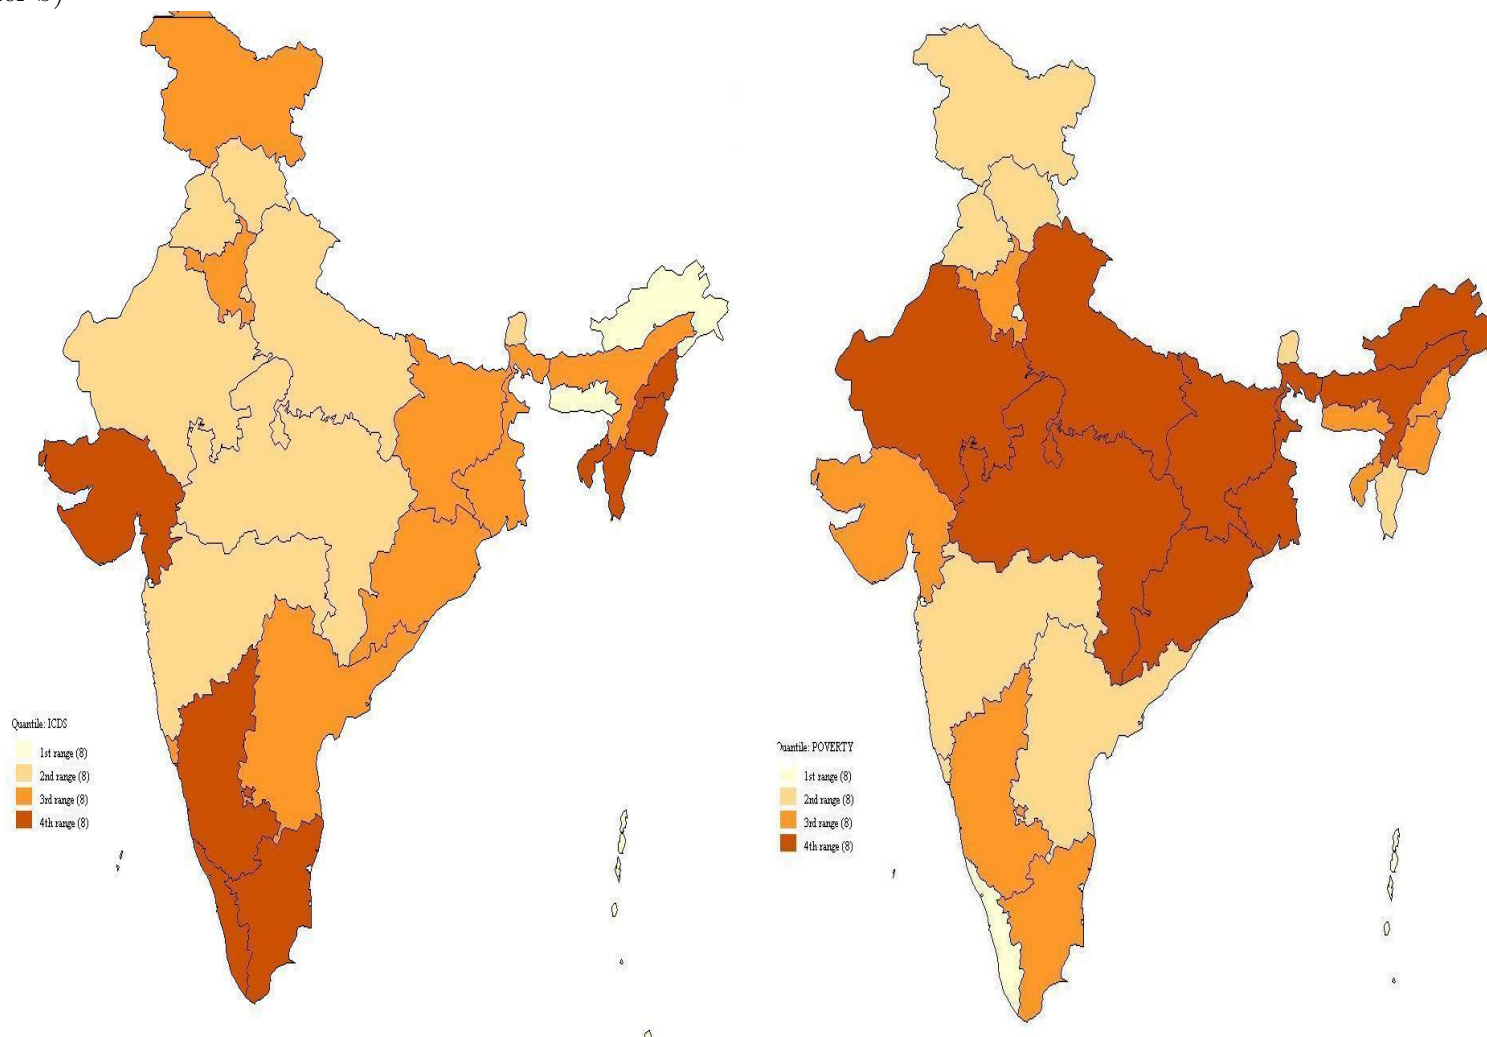 Quantile: ICDS
1st range (8)
2nd range (8)
3rd range (8)
4th range (8)
Quantile: POVERTY
1st range (8)
2nd range (8)
3rd range (8)
4th range (8)